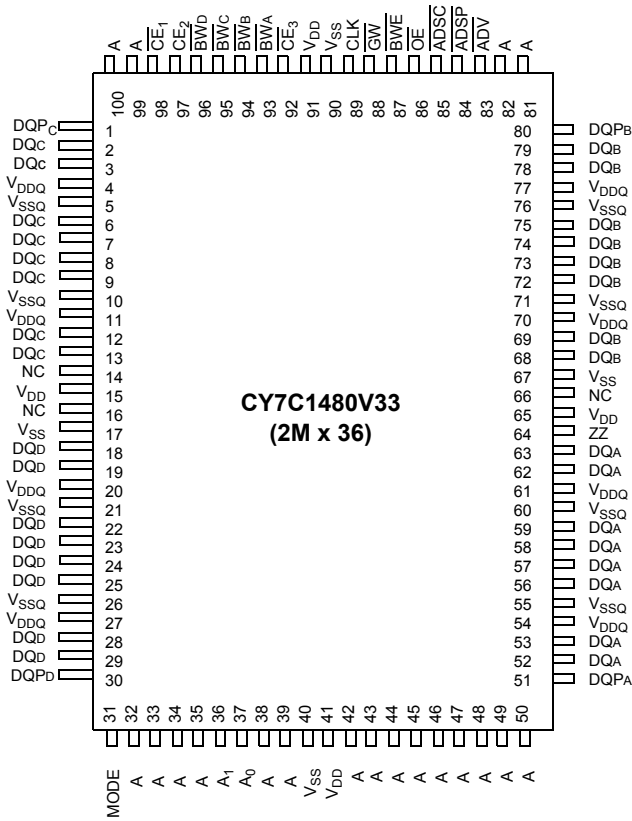 A A CE1 CE2 BWD BWC BWB BWA CE3 VDD VSS CLK GW BWE OE ADSC ADSP ADV A A
100 99 98 97 96 95 94 93 92 91 90 89 88 87 86 85 84 83 82 81
DQPC 1 80 DQPB
DQC 2 79 DQB
DQC 3 78 DQB
VDDQ 4 77 VDDQ
VSSQ 5 76 VSSQ
DQC 6 75 DQB
DQC 7 74 DQB
DQC 8 73 DQB
DQC 9 72 DQB
VSSQ 10 71 VSSQ
VDDQ 11 70 VDDQ
DQC 12 69 DQB
DQC 13 68 DQB
NC 14 67 VSS
VDD 15 66 NC
NC 16 65 VDD
VSS 17 64 ZZ
CY7C1480V33
(2M x 36)
DQD 18 63 DQA
DQD 19 62 DQA
VDDQ 20 61 VDDQ
VSSQ 21 60 VSSQ
DQD 22 59 DQA
DQD 23 58 DQA
DQD 24 57 DQA
DQD 25 56 DQA
VSSQ 26 55 VSSQ
VDDQ 27 54 VDDQ
DQD 28 53 DQA
DQD 29 52 DQA
DQPD 30 51 DQPA
31 32 33 34 35 36 37 38 39 40 41 42 43 44 45 46 47 48 49 50
MODE A A A A A1 A0 A A VSS VDD A A A A A A A A A